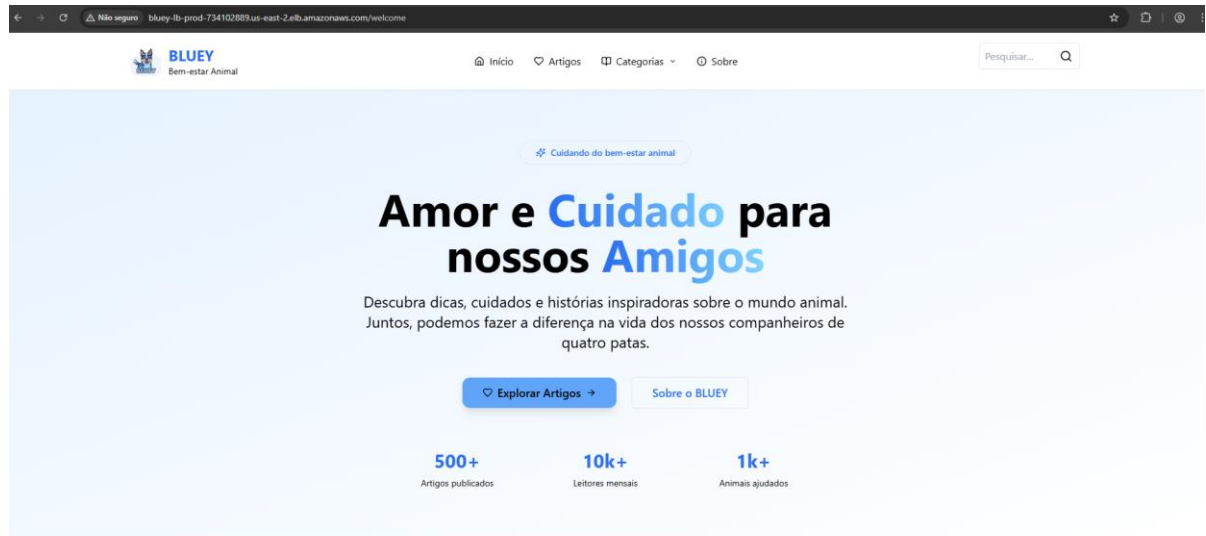 Não seguro bluey-lb-prod-734102889.us-east-2.elb.amazonaws.com/welcome
BLUEY
Bem-estar Animal
Início Artigos Categorias Sobre
Pesquisar...
Cuidando do bem-estar animal
Amor e Cuidado para
nossos Amigos
Descubra dicas, cuidados e histórias inspiradoras sobre o mundo animal.
Juntos, podemos fazer a diferença na vida dos nossos companheiros de
quatro patas.
Explorar Artigos →
Sobre o BLUEY
500+ 10k+ 1k+
Artigos publicados Leitores mensais Animais ajudados